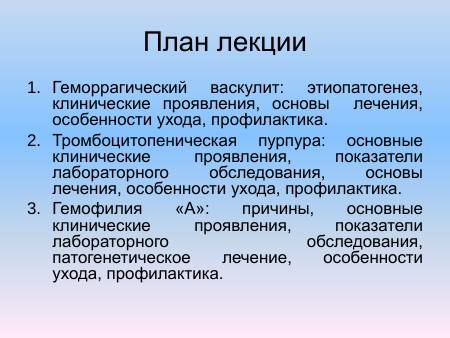 План лекции
1. Геморрагический васкулит: этиопатогенез,
клинические проявления, основы лечения,
особенности ухода, профилактика.
2. Тромбоцитопеническая пурпура: основные
клинические проявления, показатели
лабораторного обследования, основы
лечения, особенности ухода, профилактика.
3. Гемофилия «А»: причины, основные
клинические проявления, показатели
лабораторного обследования,
патогенетическое лечение, особенности
ухода, профилактика.